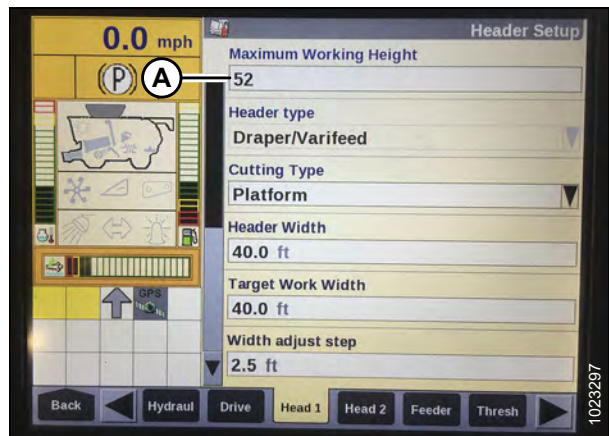 0.0 mph
(P)
A
Header Setup
Maximum Working Height
52
Header type
Draper/Varifeed
Cutting Type
Platform
Header Width
40.0 ft
Target Work Width
40.0 ft
Width adjust step
2.5 ft
GPS
Back
Hydraul
Drive
Head 1
Head 2
Feeder
Thresh
1023297